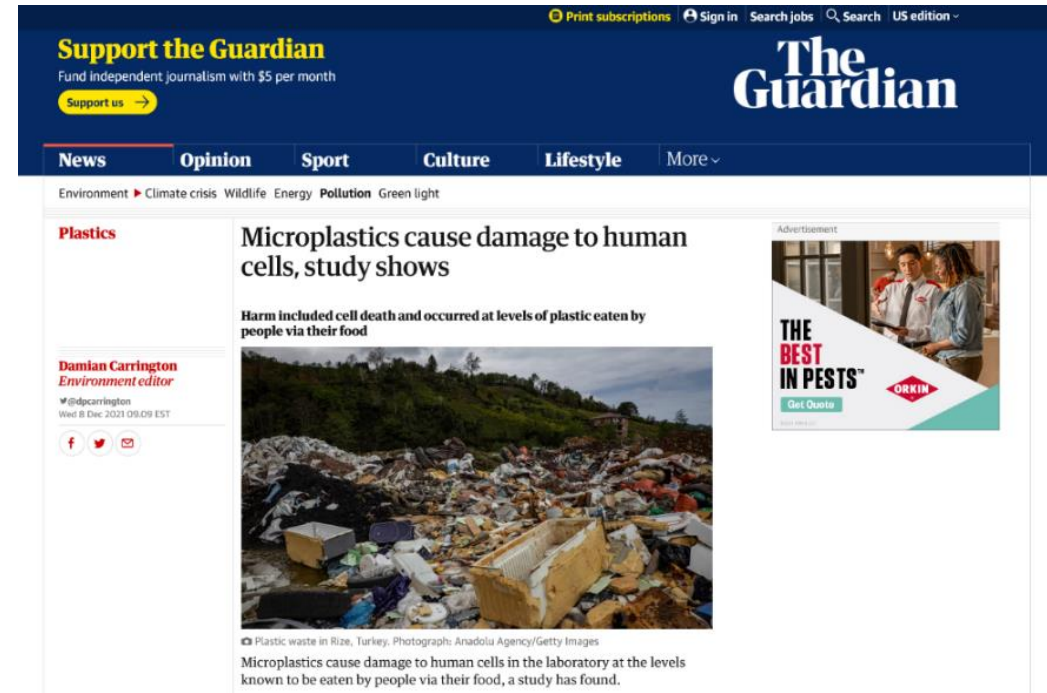 Print subscriptions Sign in Search jobs Search US edition
Support the Guardian
Fund independent journalism with $5 per month
Support us
The
Guardian
News Opinion Sport Culture Lifestyle More
Environment Climate crisis Wildlife Energy Pollution Green light
Plastics
Microplastics cause damage to human
cells, study shows
Harm included cell death and occurred at levels of plastic eaten by
people via their food
Damian Carrington
Environment editor
@dpcarrington
Wed 8 Dec 2021 09.09 EST
Advertisement
THE
BEST
IN PESTS™
Get Quote
ORKIN
Plastic waste in Rize, Turkey. Photograph: Anadolu Agency/Getty Images
Microplastics cause damage to human cells in the laboratory at the levels
known to be eaten by people via their food, a study has found.